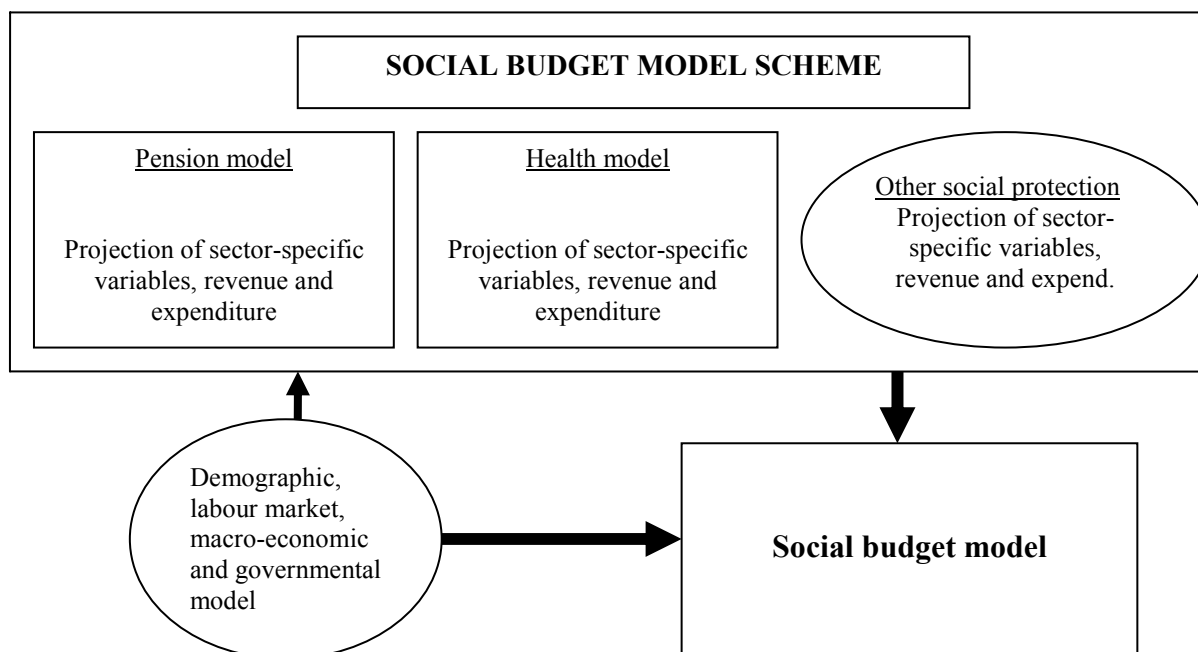 SOCIAL BUDGET MODEL SCHEME
Pension model
Projection of sector-specific
variables, revenue and
expenditure
Health model
Projection of sector-specific
variables, revenue and
expenditure
Other social protection
Projection of sector-
specific variables,
revenue and expend.
Demographic,
labour market,
macro-economic
and governmental
model
Social budget model